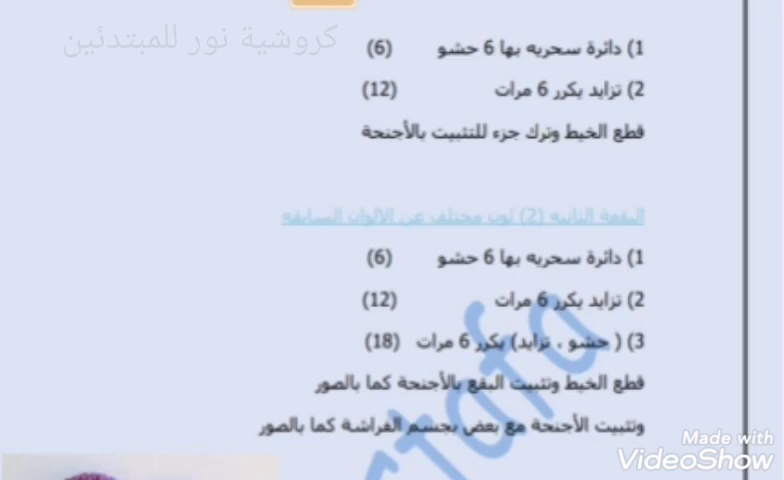 كروشية نور للمبتدئين
1) دائرة سحريه بها 6 حشو (6)
2) تزايد يكرر 6 مرات (12)
قطع الخيط وترك جزء للتثبيت بالأجنحة
البقعة الثانيه (2) لون مختلف عن الالوان السابقه
1) دائرة سحريه بها 6 حشو (6)
2) تزايد يكرر 6 مرات (12)
3) ( حشو ، تزايد) يكرر 6 مرات (18)
قطع الخيط وتثبيت البقع بالأجنحة كما بالصور
وتثبيت الأجنحة مع بعض بجسم الفراشة كما بالصور
Made with
VideoShow